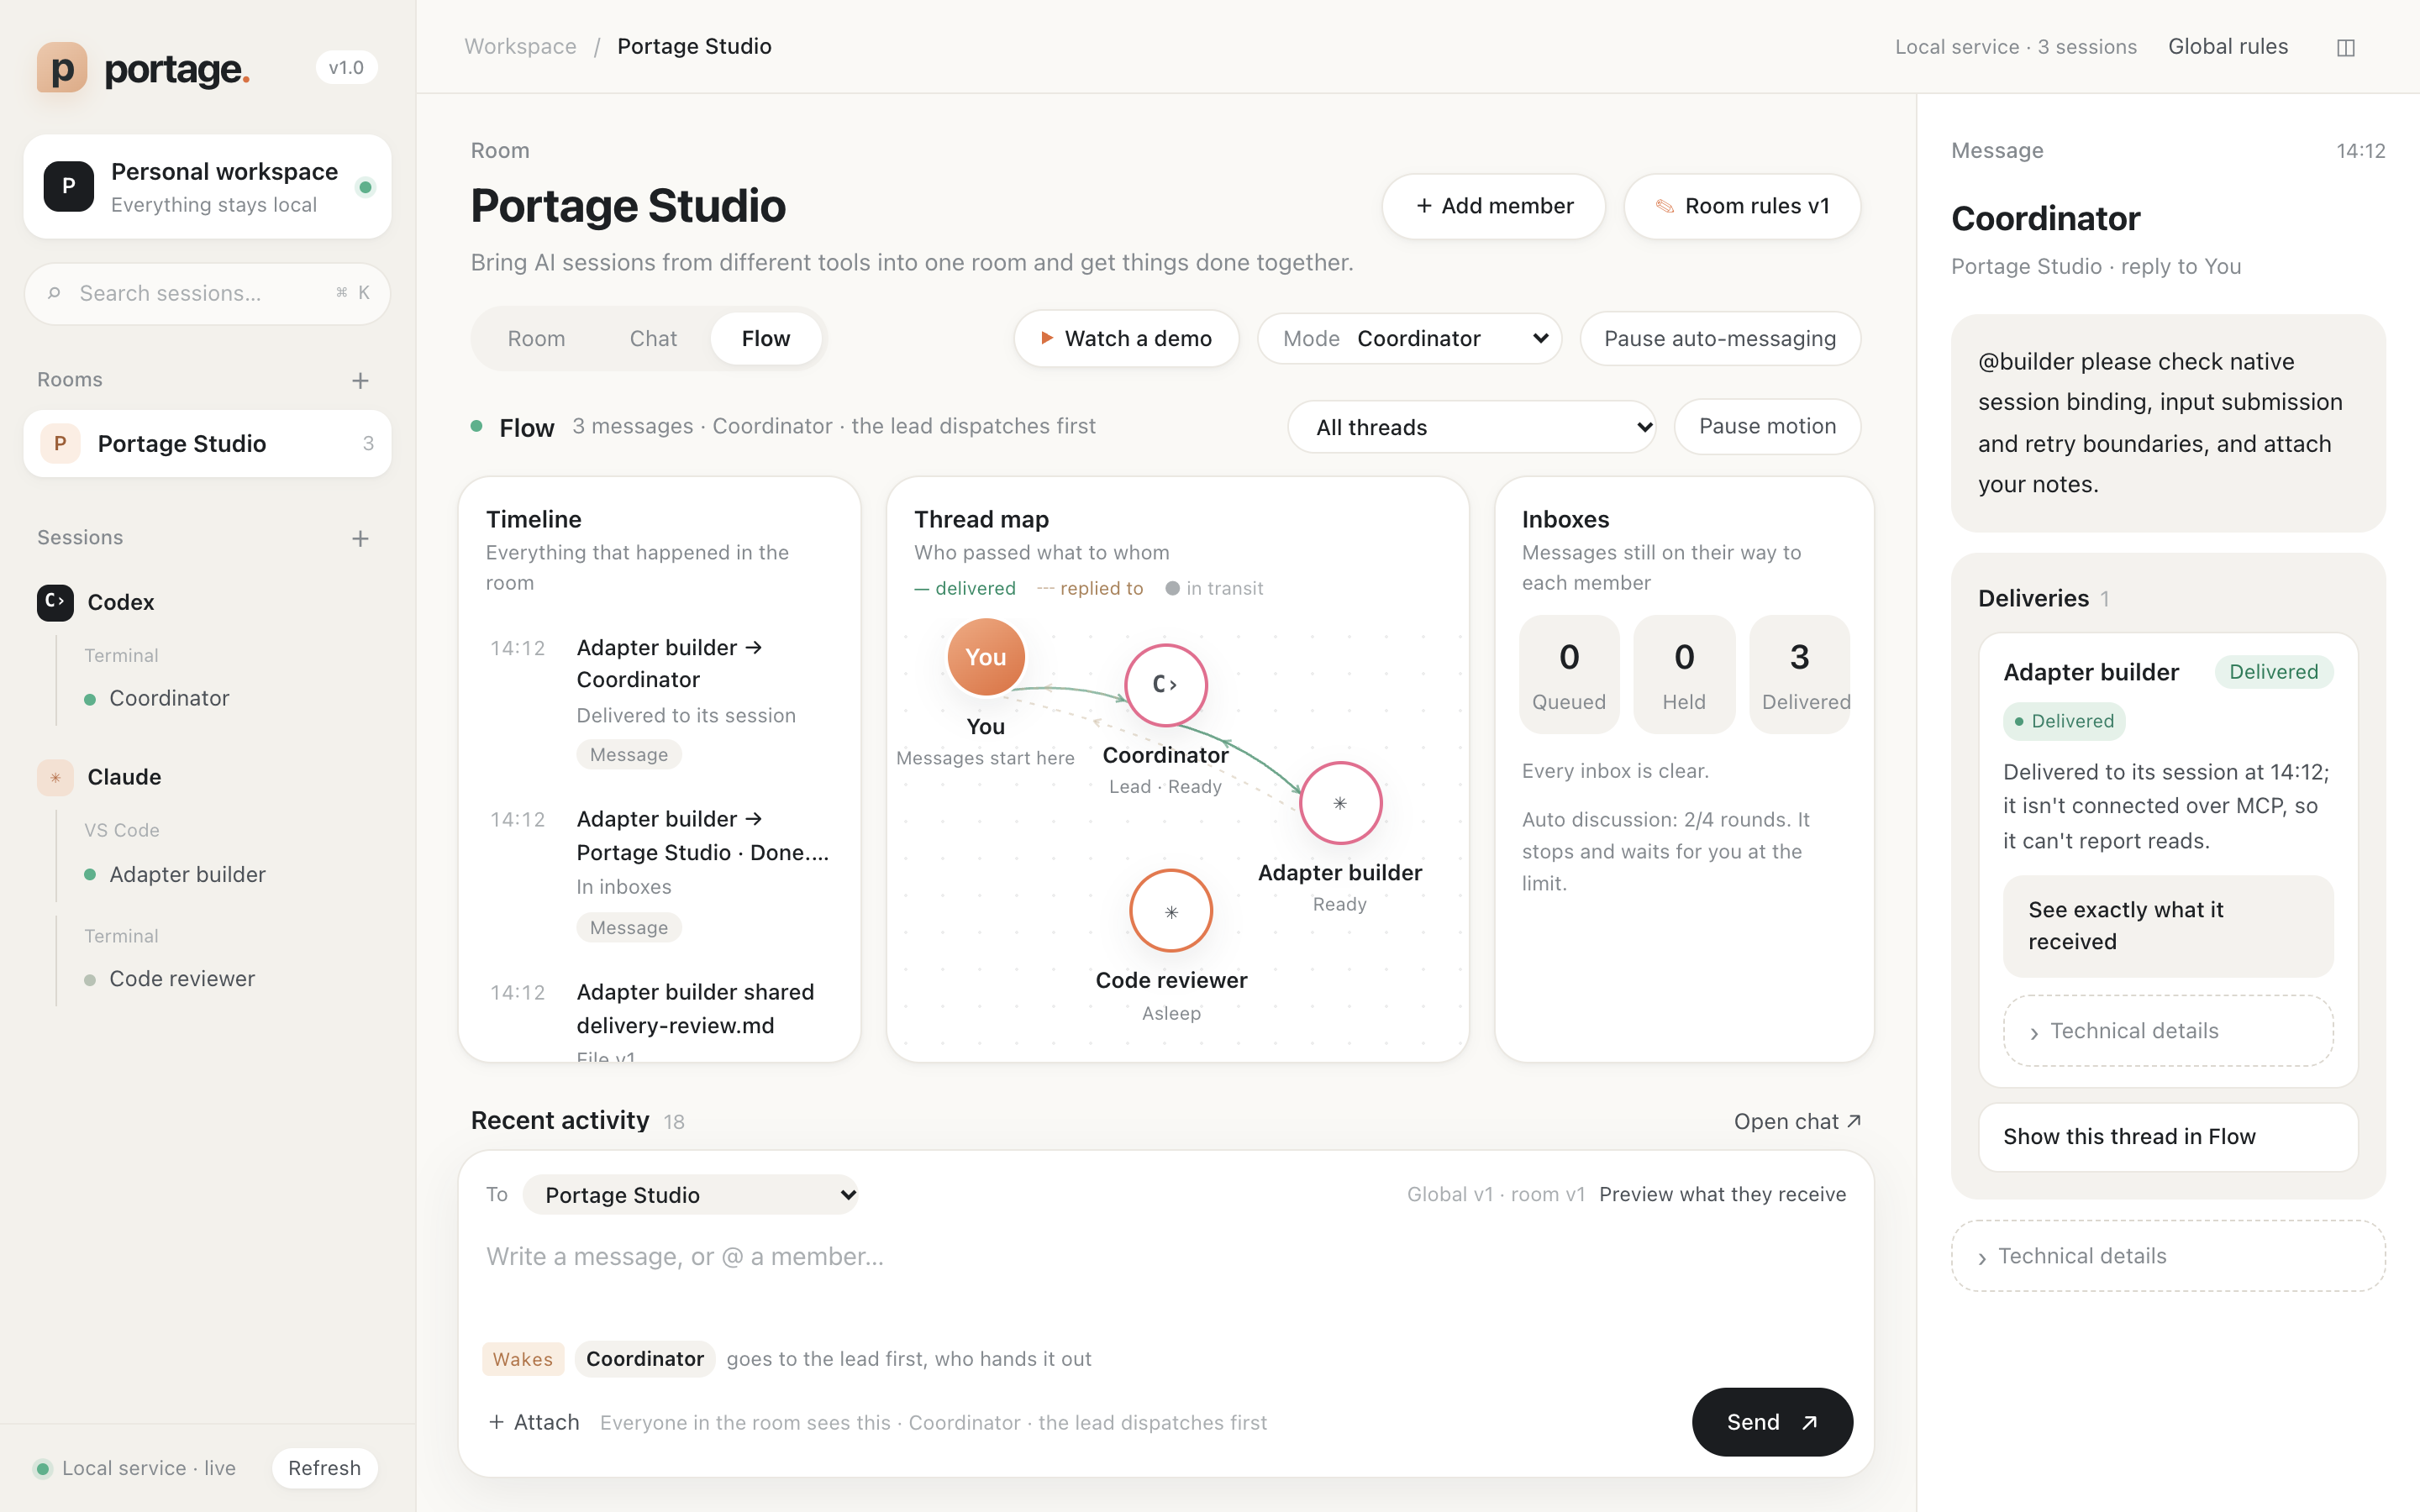 p portage. v1.0
P Personal workspace
Everything stays local
Search sessions... ⌘ K
Rooms +
P Portage Studio 3
Sessions +
C› Codex
Terminal
Coordinator
✳ Claude
VS Code
Adapter builder
Terminal
Code reviewer
Local service · live Refresh
Workspace / Portage Studio
Local service · 3 sessions Global rules
Room
Portage Studio
Bring AI sessions from different tools into one room and get things done together.
+ Add member
✎ Room rules v1
Room Chat Flow
▶ Watch a demo
Mode Coordinator
Pause auto-messaging
Flow 3 messages · Coordinator · the lead dispatches first
All threads
Pause motion
Timeline
Everything that happened in the
room
14:12 Adapter builder →
Coordinator
Delivered to its session
Message
14:12 Adapter builder →
Portage Studio · Done....
In inboxes
Message
14:12 Adapter builder shared
delivery-review.md
File v1
Thread map
Who passed what to whom
— delivered --- replied to ● in transit
You
You
Messages start here
C›
Coordinator
Lead · Ready
✳
Adapter builder
Ready
✳
Code reviewer
Asleep
Inboxes
Messages still on their way to
each member
0 Queued
0 Held
3 Delivered
Every inbox is clear.
Auto discussion: 2/4 rounds. It
stops and waits for you at the
limit.
Recent activity 18
Open chat ↗
To Portage Studio
Global v1 · room v1 Preview what they receive
Write a message, or @ a member...
Wakes Coordinator goes to the lead first, who hands it out
+ Attach Everyone in the room sees this · Coordinator · the lead dispatches first
Send ↗
Message 14:12
Coordinator
Portage Studio · reply to You
@builder please check native
session binding, input submission
and retry boundaries, and attach
your notes.
Deliveries 1
Adapter builder Delivered
Delivered
Delivered to its session at 14:12;
it isn't connected over MCP, so
it can't report reads.
See exactly what it
received
› Technical details
Show this thread in Flow
› Technical details